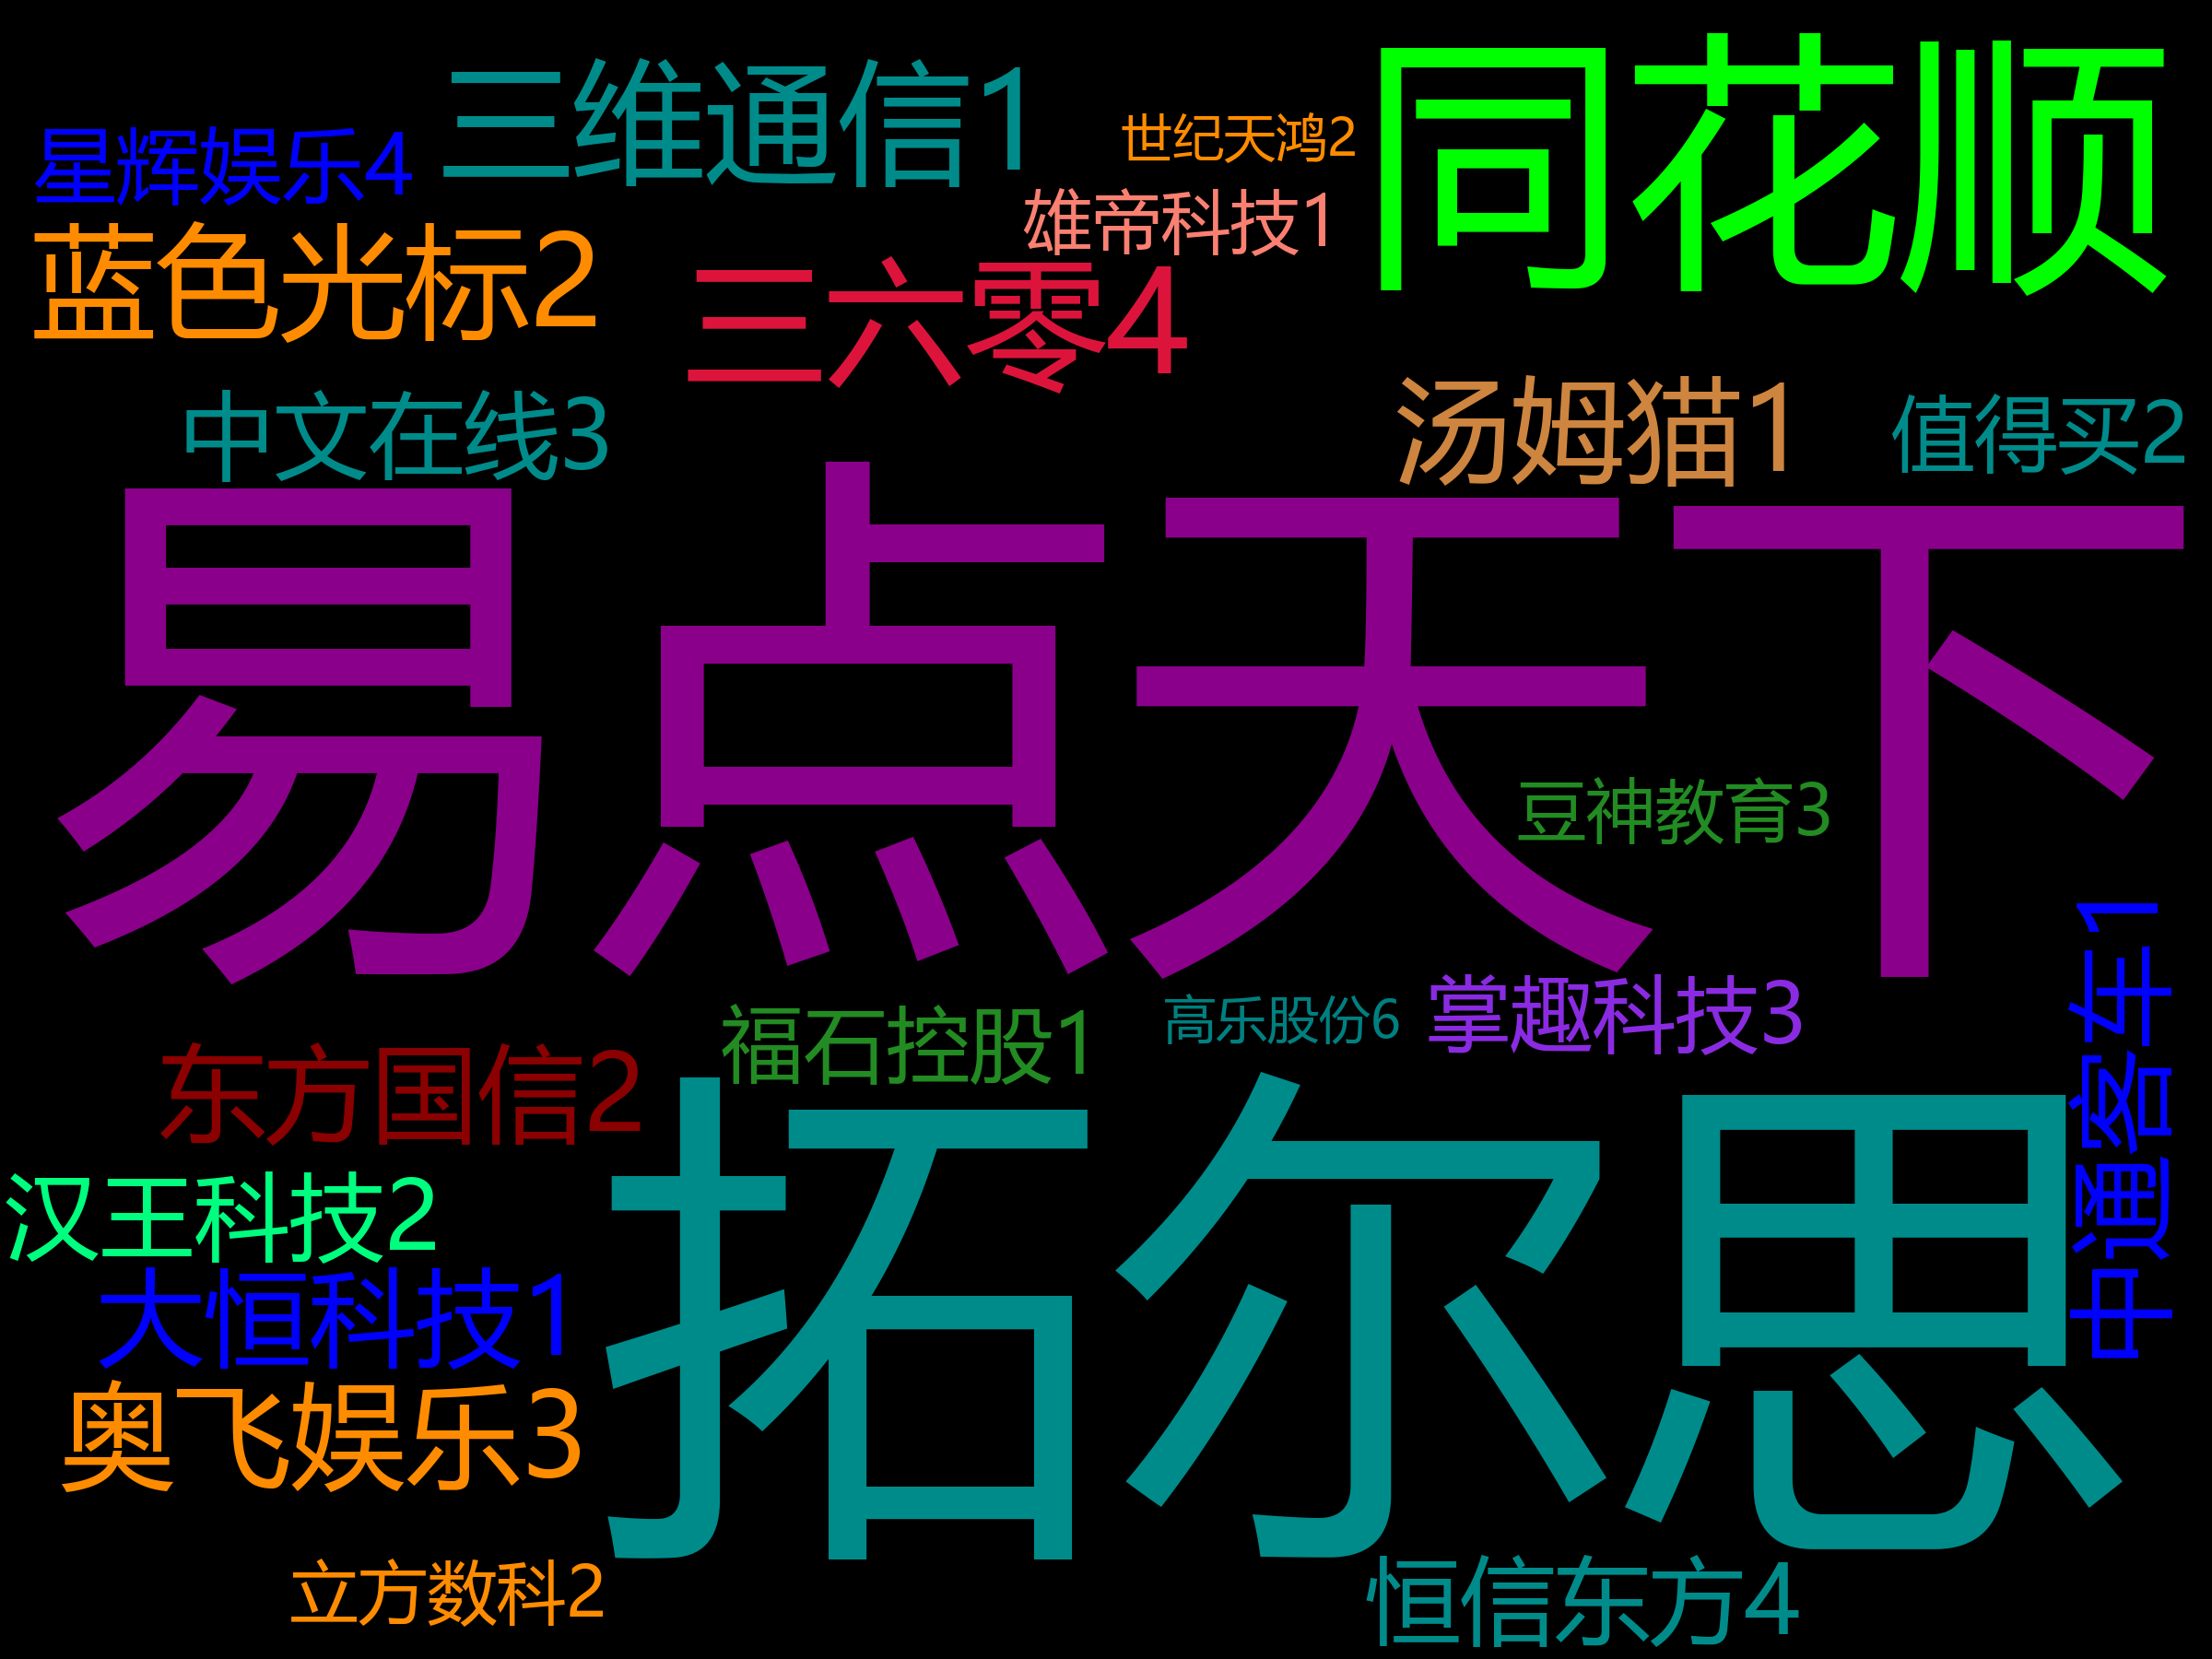 同花顺
三维通信1
世纪天鸿2
星辉娱乐4
雄帝科技1
蓝色光标2
三六零4
汤姆猫1
值得买2
中文在线3
易点天下
豆神教育3
掌趣科技3
高乐股份6
福石控股1
中迪密车1
东方国信2
拓尔思
汉王科技2
大恒科技1
奥飞娱乐3
立方数科2
恒信东方4